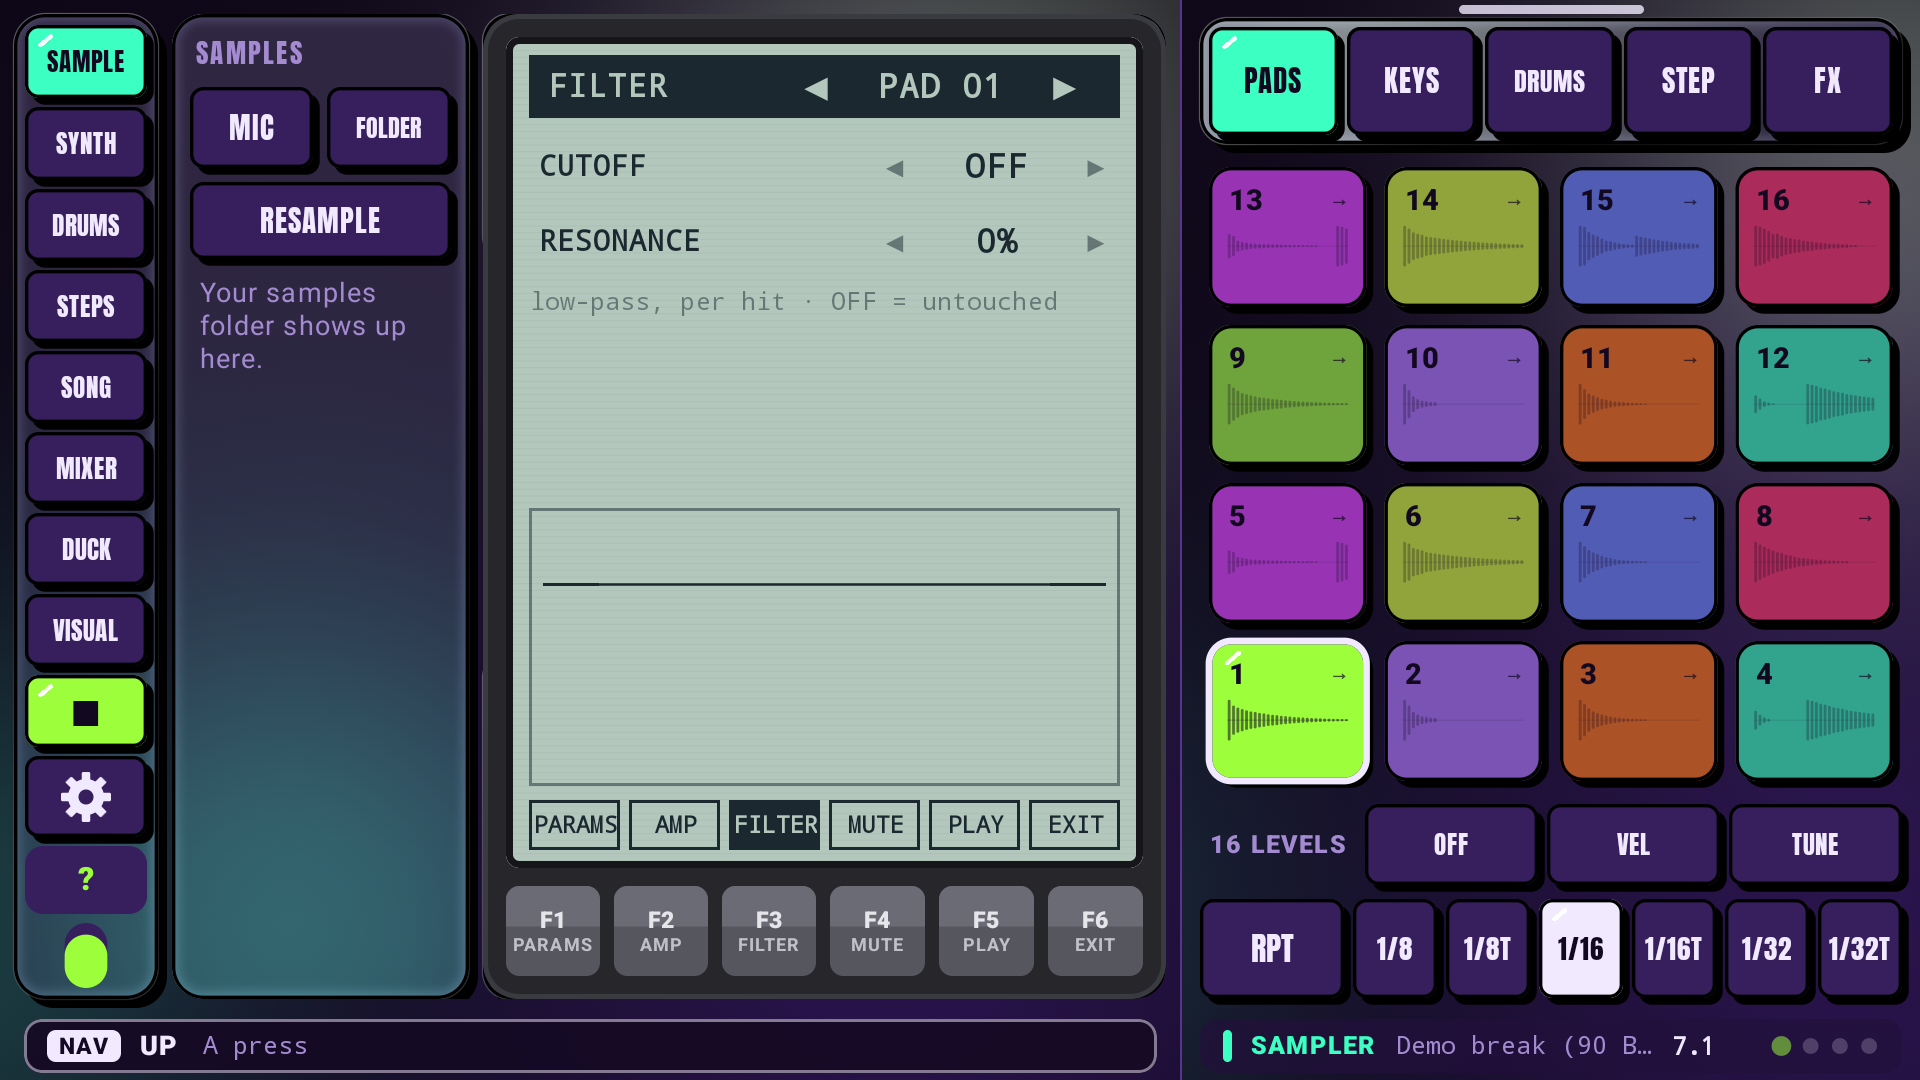 SAMPLE
SYNTH
DRUMS
STEPS
SONG
MIXER
DUCK
VISUAL
?
SAMPLES
MIC FOLDER
RESAMPLE
Your samples
folder shows up
here.
FILTER ◀ PAD 01 ▶
CUTOFF ◀ OFF ▶
RESONANCE ◀ 0% ▶
low-pass, per hit · OFF = untouched
PARAMS AMP FILTER MUTE PLAY EXIT
F1 F2 F3 F4 F5 F6
PARAMS AMP FILTER MUTE PLAY EXIT
NAV UP A press
PADS KEYS DRUMS STEP FX
13 → 14 → 15 → 16 →
9 → 10 → 11 → 12 →
5 → 6 → 7 → 8 →
1 → 2 → 3 → 4 →
16 LEVELS OFF VEL TUNE
RPT 1/8 1/8T 1/16 1/16T 1/32 1/32T
SAMPLER Demo break (90 B… 7.1